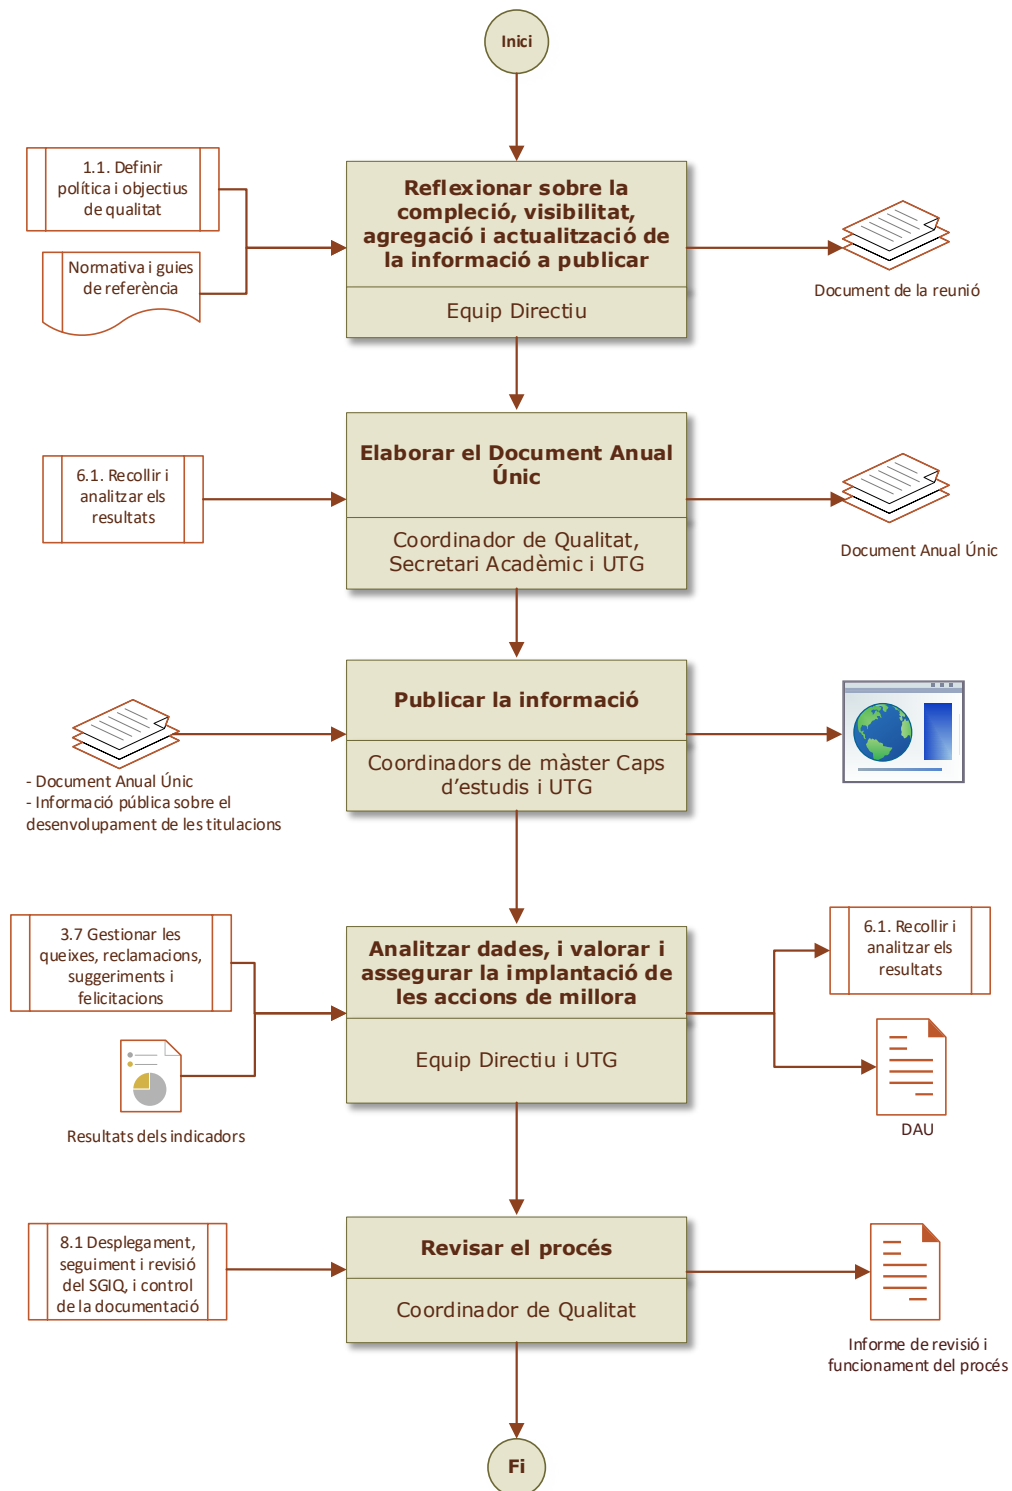 Inici
1.1. Definir
política i objectius
de qualitat
Normativa i guies
de referència
Reflexionar sobre la
compleció, visibilitat,
agregació i actualització de
la informació a publicar
Equip Directiu
Document de la reunió
6.1. Recollir i
analitzar els
resultats
Elaborar el Document Anual
Únic
Coordinador de Qualitat,
Secretari Acadèmic i UTG
Document Anual Únic
- Document Anual Únic
- Informació pública sobre el
desenvolupament de les titulacions
Publicar la informació
Coordinadors de màster Caps
d’estudis i UTG
3.7 Gestionar les
queixes, reclamacions,
suggeriments i
felicitacions
Resultats dels indicadors
Analitzar dades, i valorar i
assegurar la implantació de
les accions de millora
Equip Directiu i UTG
6.1. Recollir i
analitzar els
resultats
DAU
8.1 Desplegament,
seguiment i revisió
del SGIQ, i control
de la documentació
Revisar el procés
Coordinador de Qualitat
Informe de revisió i
funcionament del procés
Fi